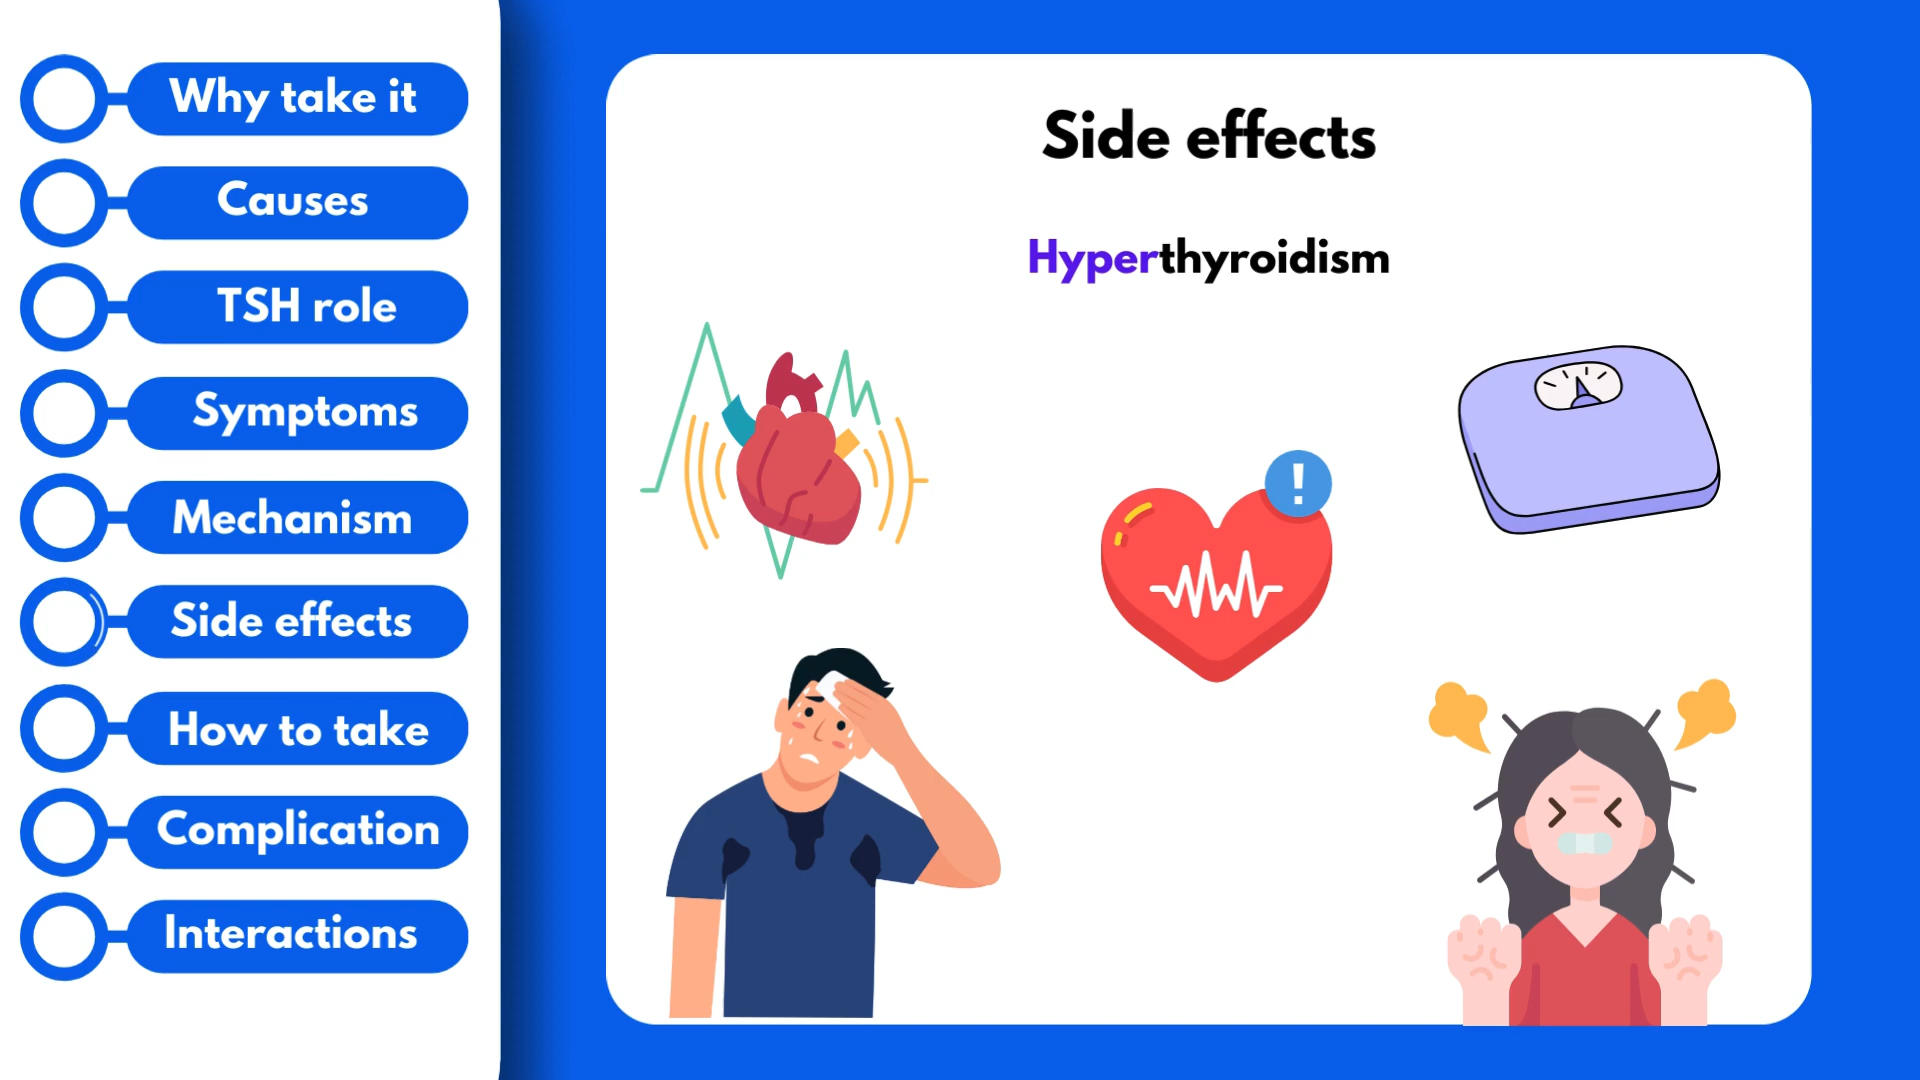 Why take it
Causes
TSH role
Symptoms
Mechanism
Side effects
How to take
Complication
Interactions
Side effects
Hyperthyroidism
!